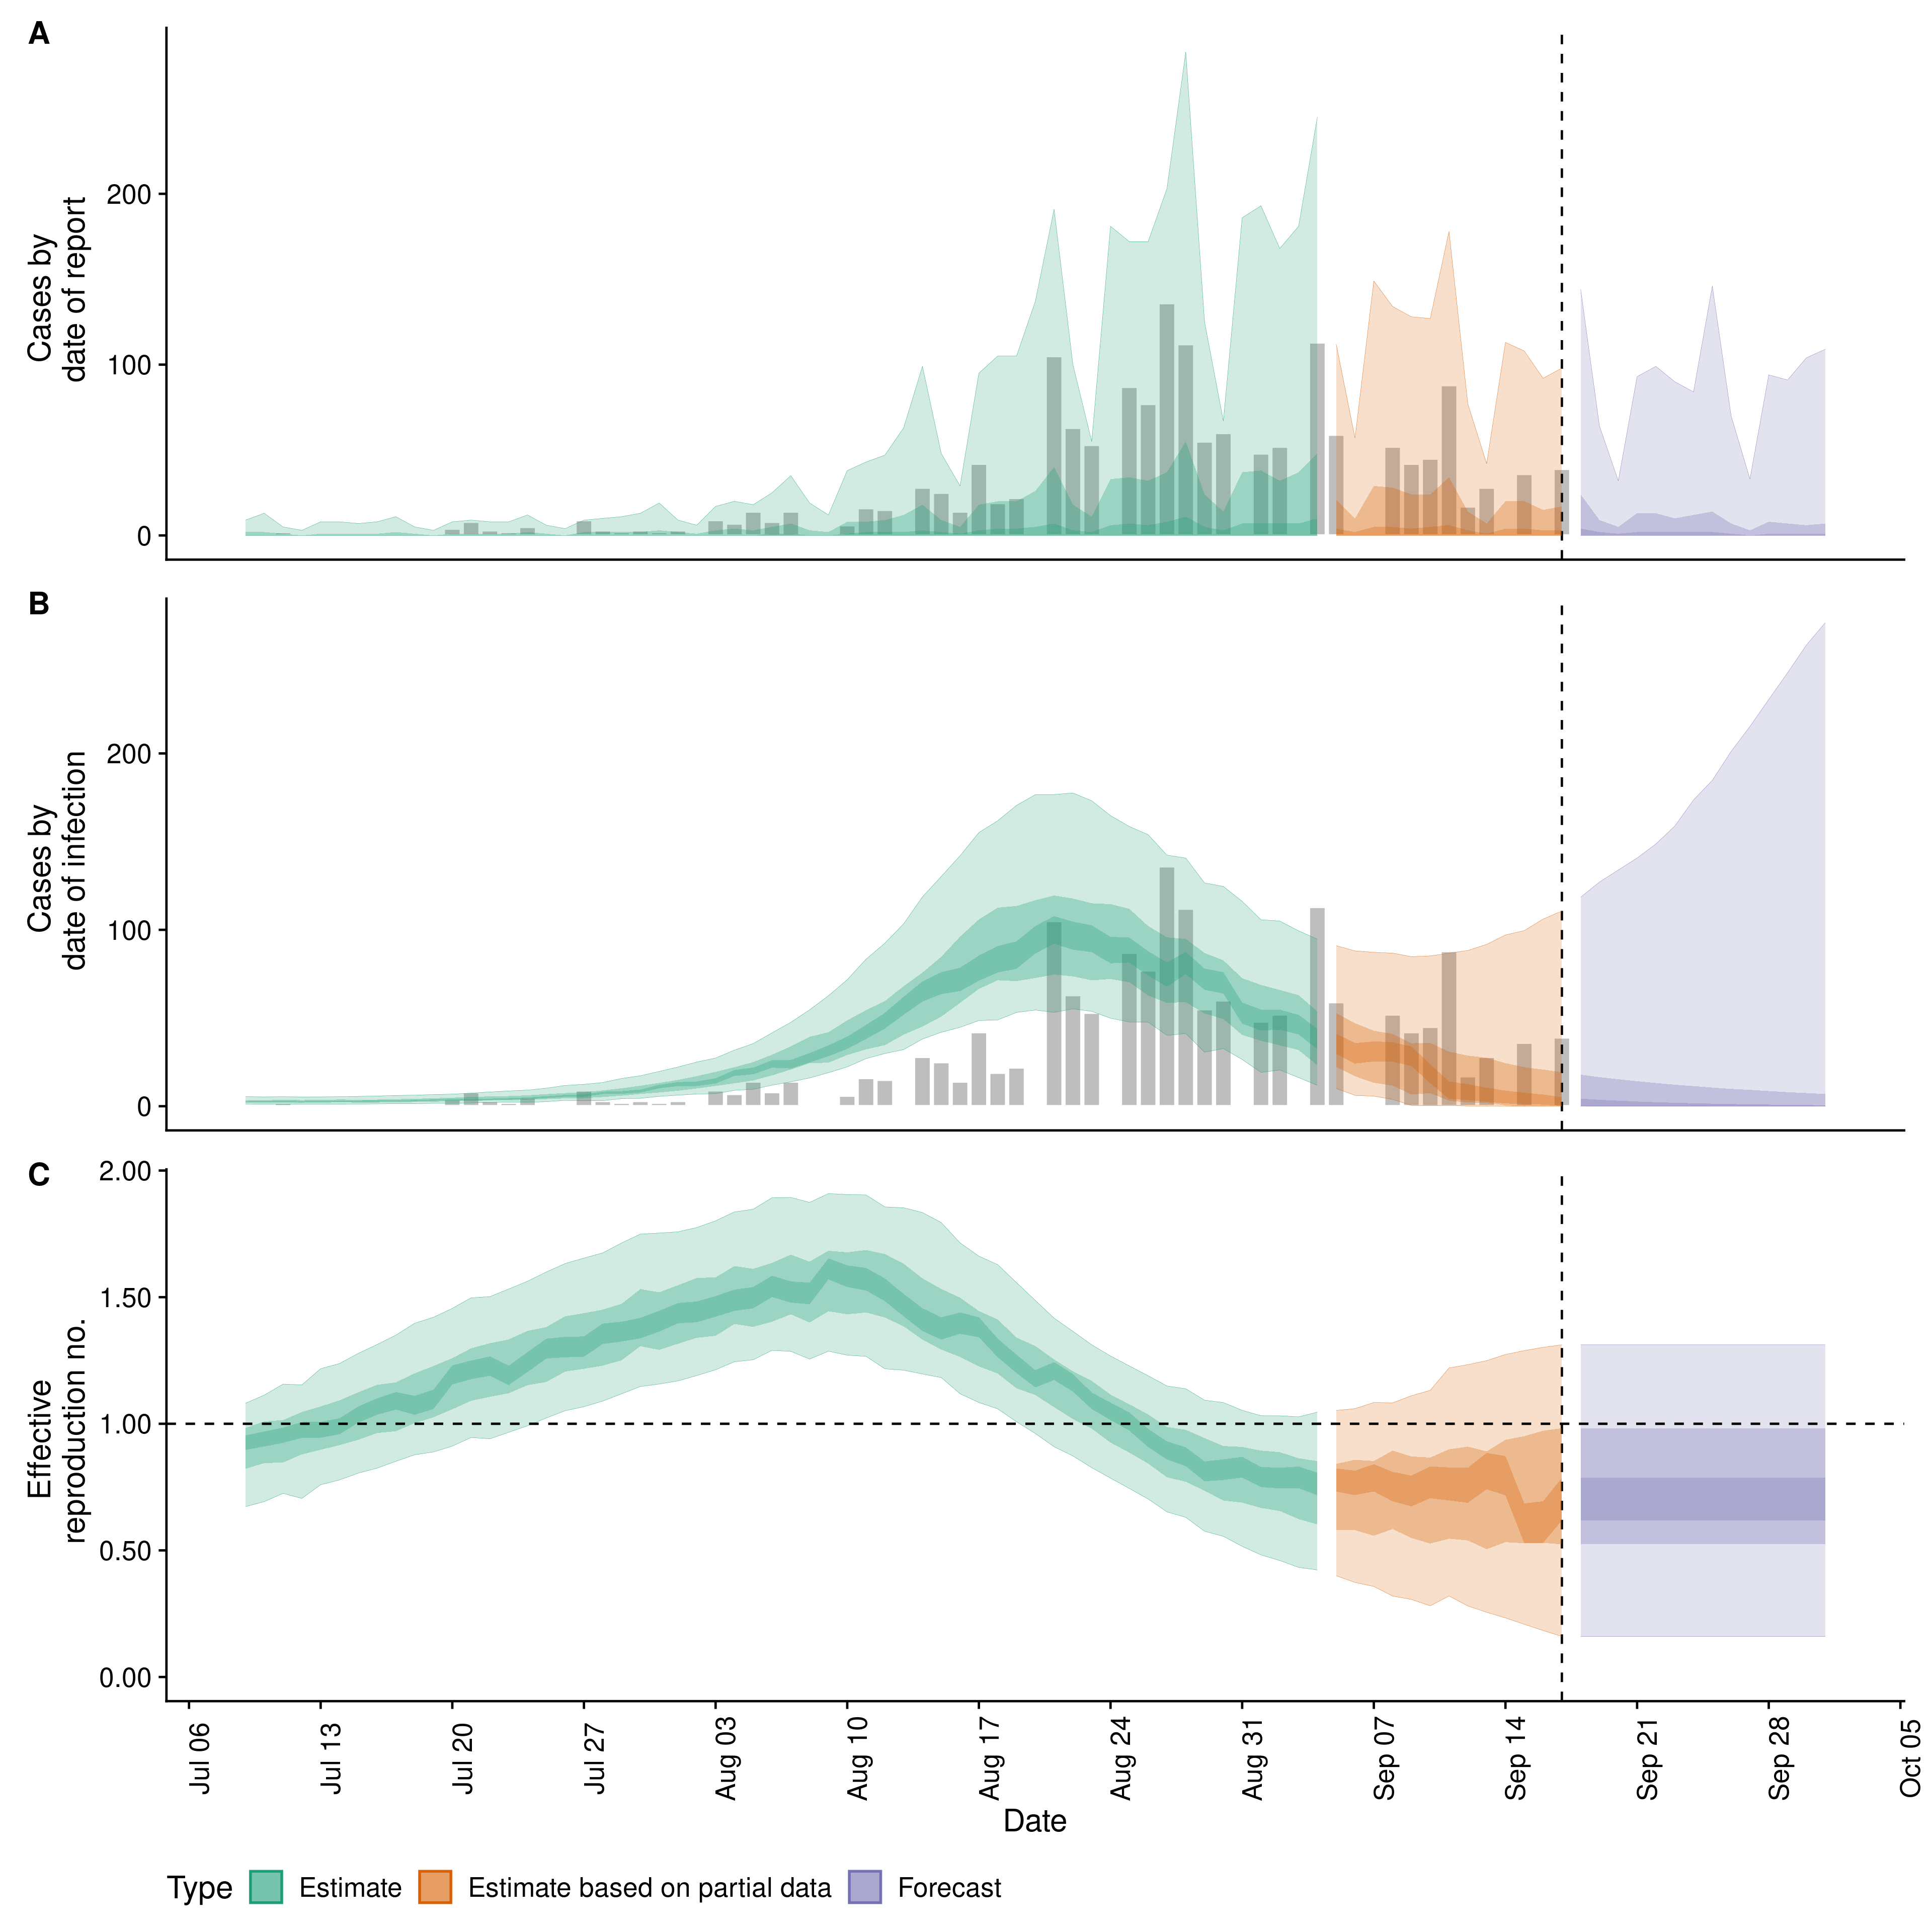 A
Cases by
date of report
200
100
0
B
Cases by
date of infection
200
100
0
C
Effective
reproduction no.
2.00
1.50
1.00
0.50
0.00
Jul 06
Jul 13
Jul 20
Jul 27
Aug 03
Aug 10
Aug 17
Aug 24
Aug 31
Sep 07
Sep 14
Sep 21
Sep 28
Oct 05
Date
Type Estimate Estimate based on partial data Forecast